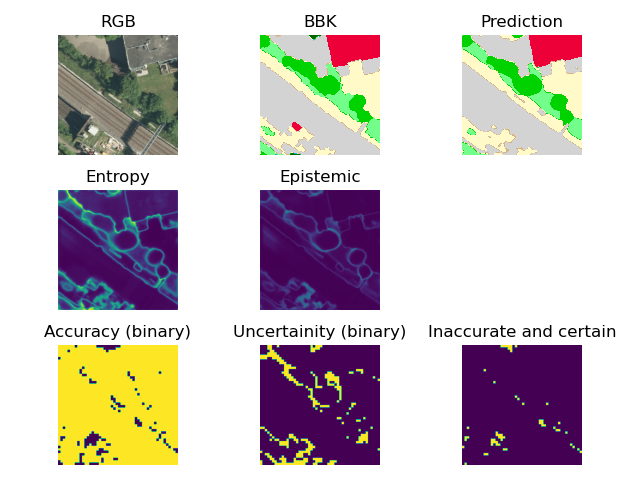 RGB
BBK
Prediction
Entropy
Epistemic
Accuracy (binary)
Uncertainity (binary)
Inaccurate and certain